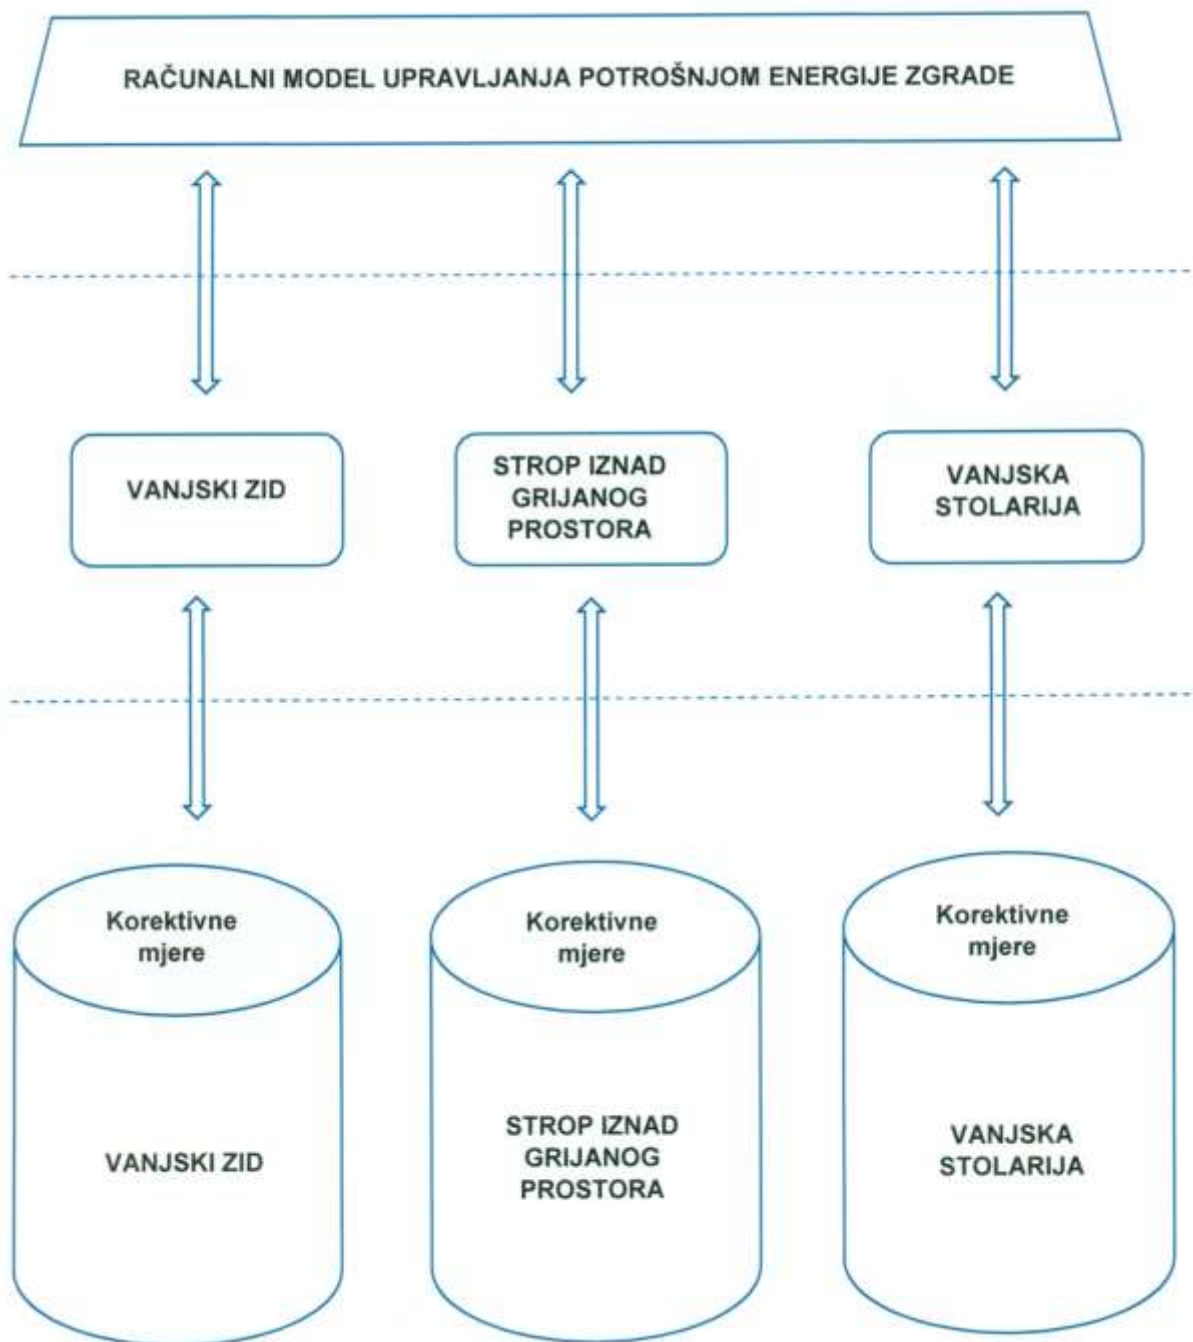 RAČUNALNI MODEL UPRAVLJANJA POTROŠNJOM ENERGIJE ZGRADE
VANJSKI ZID
STROP IZNAD
GRIJANOG
PROSTORA
VANJSKA
STOLARIJA
Korektivne
mjere
VANJSKI ZID
Korektivne
mjere
STROP IZNAD
GRIJANOG
PROSTORA
Korektivne
mjere
VANJSKA
STOLARIJA